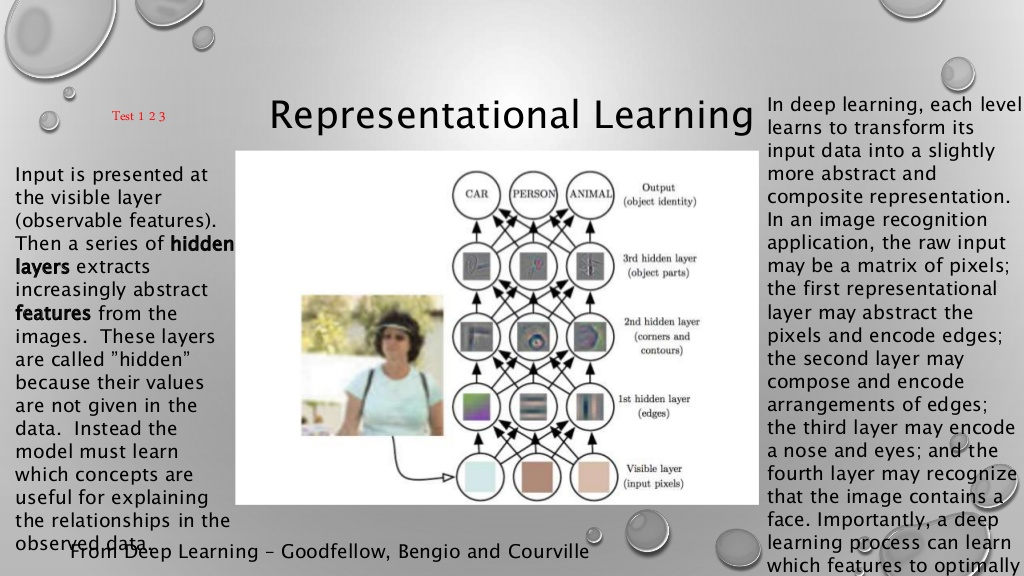 Test 1 2 3
Representational Learning
Input is presented at
the visible layer
(observable features).
Then a series of hidden
layers extracts
increasingly abstract
features from the
images.  These layers
are called ”hidden”
because their values
are not given in the
data.  Instead the
model must learn
which concepts are
useful for explaining
the relationships in the
observed data.
CAR
PERSON
ANIMAL
Output
(object identity)
3rd hidden layer
(object parts)
2nd hidden layer
(corners and
contours)
1st hidden layer
(edges)
Visible layer
(input pixels)
In deep learning, each level
learns to transform its
input data into a slightly
more abstract and
composite representation.
In an image recognition
application, the raw input
may be a matrix of pixels;
the first representational
layer may abstract the
pixels and encode edges;
the second layer may
compose and encode
arrangements of edges;
the third layer may encode
a nose and eyes; and the
fourth layer may recognize
that the image contains a
face. Importantly, a deep
learning process can learn
which features to optimally
From Deep Learning – Goodfellow, Bengio and Courville